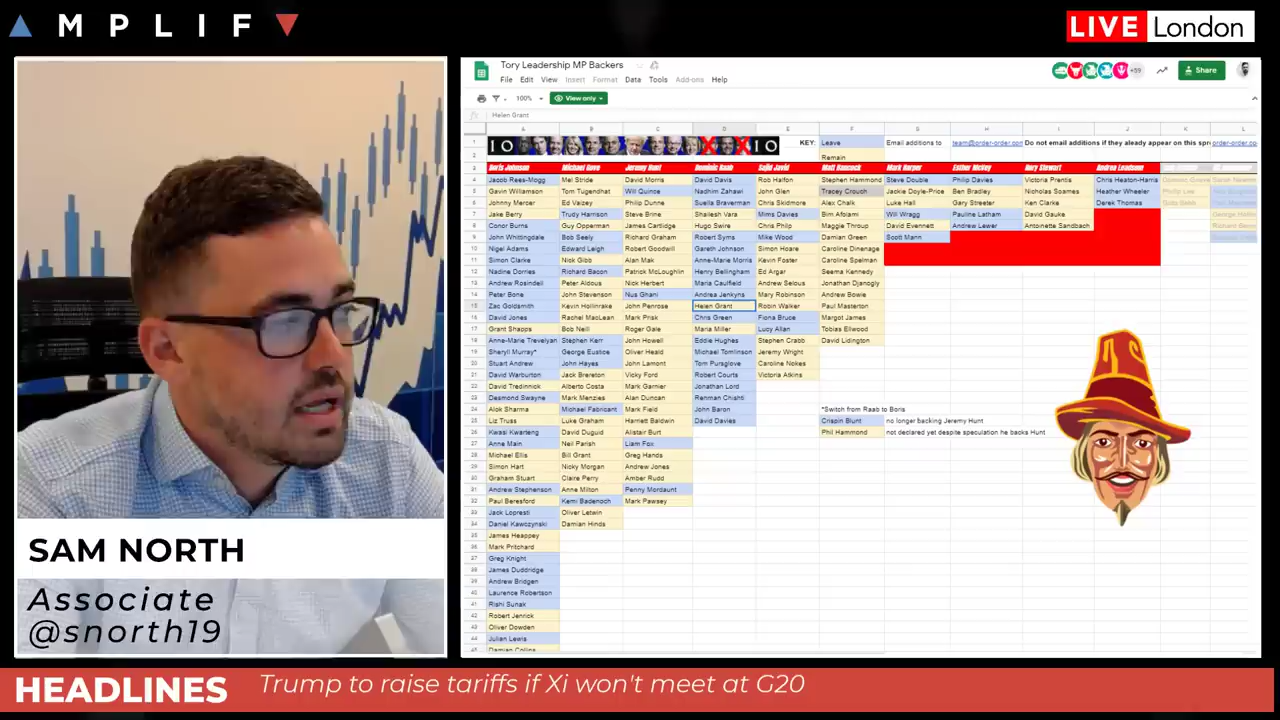 MPLIF
LIVE London
Tory Leadership MP Backers
File Edit View Insert Format Data Tools Add-ons Help
+59
Share
100% View only
fx Helen Grant
A B C D E F G H I J K L
10 10 KEY: Leave Email additions to team@order-order.com Do not email additions if they already appear on this spr order-order.co
Remain
Boris Johnson Michael Gove Jeremy Hunt Dominic Raab Sajid Javid Matt Hancock Mark Harper Esther McVey Rory Stewart Andrea Leadsom
Jacob Rees-Mogg Mel Stride David Morris David Davis Rob Halfon Stephen Hammond Steve Double Philip Davies Victoria Prentis Chris Heaton-Harris
Gavin Williamson Tom Tugendhat Will Quince Nadhim Zahawi John Glen Tracey Crouch Jackie Doyle-Price Ben Bradley Nicholas Soames Heather Wheeler
Johnny Mercer Ed Vaizey Philip Dunne Suella Braverman Chris Skidmore Alex Chalk Luke Hall Gary Streeter Ken Clarke Derek Thomas
Jake Berry Trudy Harrison Steve Brine Shailesh Vara Mims Davies Bim Afolami Will Wragg Pauline Latham David Gauke
Conor Burns Guy Opperman James Cartlidge Hugo Swire Chris Philp Maggie Throup David Evennett Andrew Lewer Antoinette Sandbach
John Whittingdale Bob Seely Richard Graham Robert Syms Mike Wood Damian Green Scott Mann
Nigel Adams Edward Leigh Robert Goodwill Gareth Johnson Simon Hoare Caroline Dinenage
Simon Clarke Nick Gibb Alan Mak Anne-Marie Morris Kevin Foster Caroline Spelman
Nadine Dorries Richard Bacon Patrick McLoughlin Henry Bellingham Ed Argar Seema Kennedy
Andrew Rosindell Peter Aldous Nick Herbert Maria Caulfield Andrew Selous Jonathan Djanogly
Peter Bone John Stevenson Nus Ghani Andrea Jenkyns Mary Robinson Andrew Bowie
Zac Goldsmith Kevin Hollinrake John Penrose Helen Grant Robin Walker Paul Masterton
David Jones Rachel MacLean Mark Prisk Chris Green Fiona Bruce Margot James
Grant Shapps Bob Neill Roger Gale Maria Miller Lucy Allan Tobias Ellwood
Anne-Marie Trevelyan Stephen Kerr John Howell Eddie Hughes Stephen Crabb David Lidington
Sheryll Murray* George Eustice Oliver Heald Michael Tomlinson Jeremy Wright
Stuart Andrew John Hayes John Lamont Tom Pursglove Caroline Nokes
David Warburton Jack Brereton Vicky Ford Robert Courts Victoria Atkins
David Tredinnick Alberto Costa Mark Garnier Jonathan Lord
Desmond Swayne Mark Menzies Alan Duncan Rehman Chishti
Alok Sharma Michael Fabricant Mark Field John Baron *Switch from Raab to Boris
Liz Truss Luke Graham Harriet Baldwin David Davies Crispin Blunt no longer backing Jeremy Hunt
Kwasi Kwarteng David Duguid Alistair Burt Phil Hammond not declared yet despite speculation he backs Hunt
Anne Main Neil Parish Liam Fox
Michael Ellis Bill Grant Greg Hands
Simon Hart Nicky Morgan Andrew Jones
Graham Stuart Claire Perry Amber Rudd
Andrew Stephenson Anne Milton Penny Mordaunt
Paul Beresford Kemi Badenoch Mark Pawsey
Jack Lopresti Oliver Letwin
Daniel Kawczynski Damian Hinds
James Heappey
Mark Pritchard
Greg Knight
James Duddridge
Andrew Bridgen
Laurence Robertson
Rishi Sunak
Robert Jenrick
Oliver Dowden
Julian Lewis
Damian Collins
SAM NORTH
Associate
@snorth19
HEADLINES Trump to raise tariffs if Xi won't meet at G20